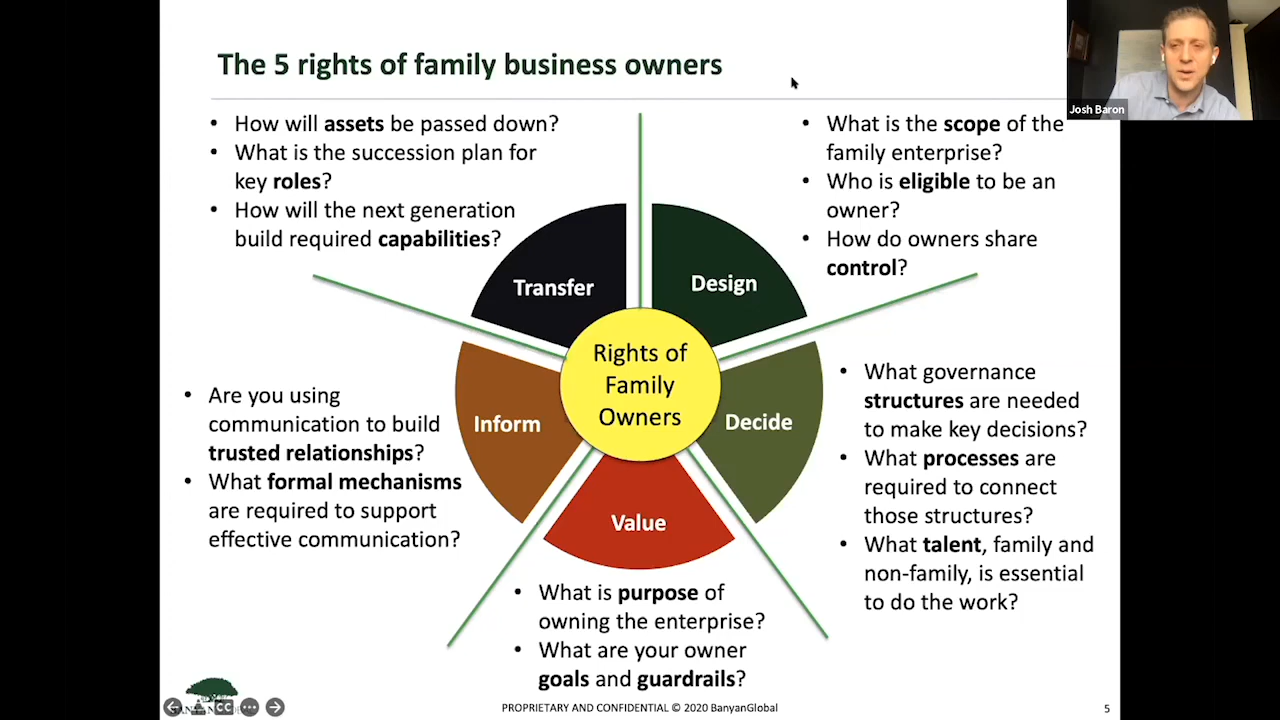 The 5 rights of family business owners
Josh Baron
• How will assets be passed down?
• What is the succession plan for
key roles?
• How will the next generation
build required capabilities?
• What is the scope of the
family enterprise?
• Who is eligible to be an
owner?
• How do owners share
control?
Transfer
Design
Rights of
Family
Owners
Inform
Decide
Value
• Are you using
communication to build
trusted relationships?
• What formal mechanisms
are required to support
effective communication?
• What governance
structures are needed
to make key decisions?
• What processes are
required to connect
those structures?
• What talent, family and
non-family, is essential
to do the work?
• What is purpose of
owning the enterprise?
• What are your owner
goals and guardrails?
CC
PROPRIETARY AND CONFIDENTIAL © 2020 BanyanGlobal
5